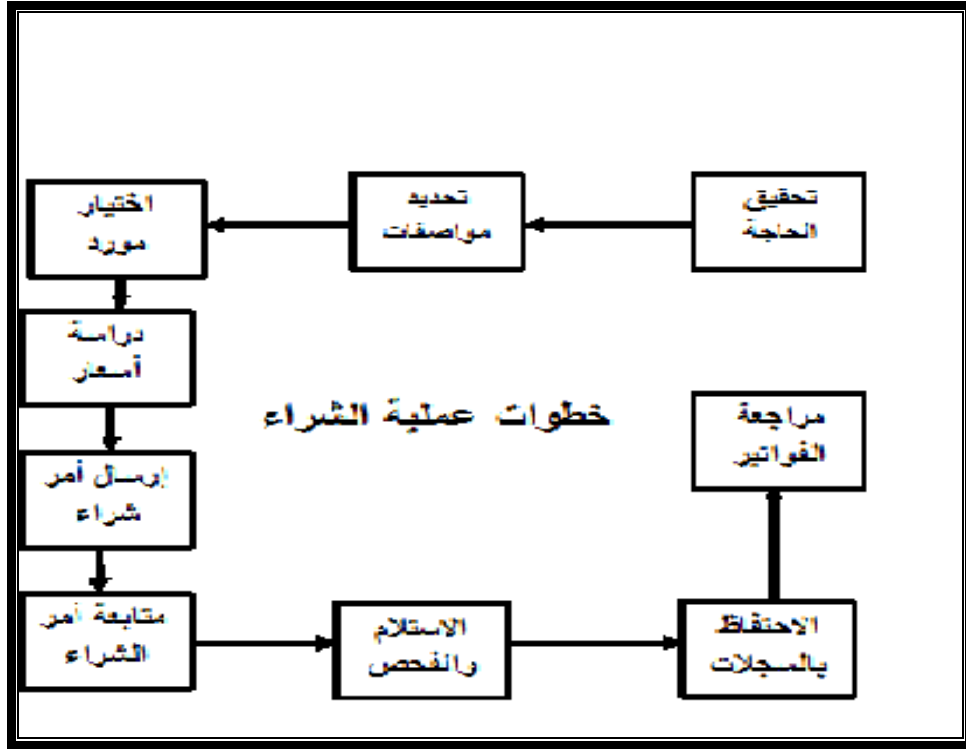 تحقيق
الحاجة
تحديد
مواصفات
اختيار
مورد
دراسة
أسعار
إرسال أمر
شراء
متابعة أمر
الشراء
الاستلام
والفحص
الاحتفاظ
بالسجلات
مراجعة
الفواتير
خطوات عملية الشراء